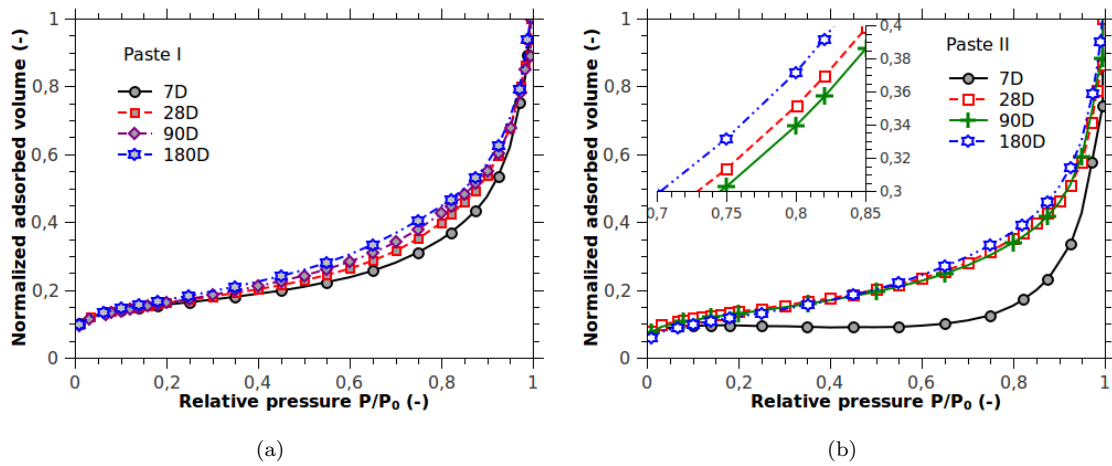 1
0,8
0,6
0,4
0,2
0
Normalized adsorbed volume (-)
Paste I
7D
28D
90D
180D
0 0,2 0,4 0,6 0,8 1
Relative pressure P/P0 (-)
(a)
1
0,8
0,6
0,4
0,2
0
Normalized adsorbed volume (-)
0,4
0,38
0,36
0,34
0,32
0,3
0,7 0,75 0,8 0,85
Paste II
7D
28D
90D
180D
0 0,2 0,4 0,6 0,8 1
Relative pressure P/P0 (-)
(b)